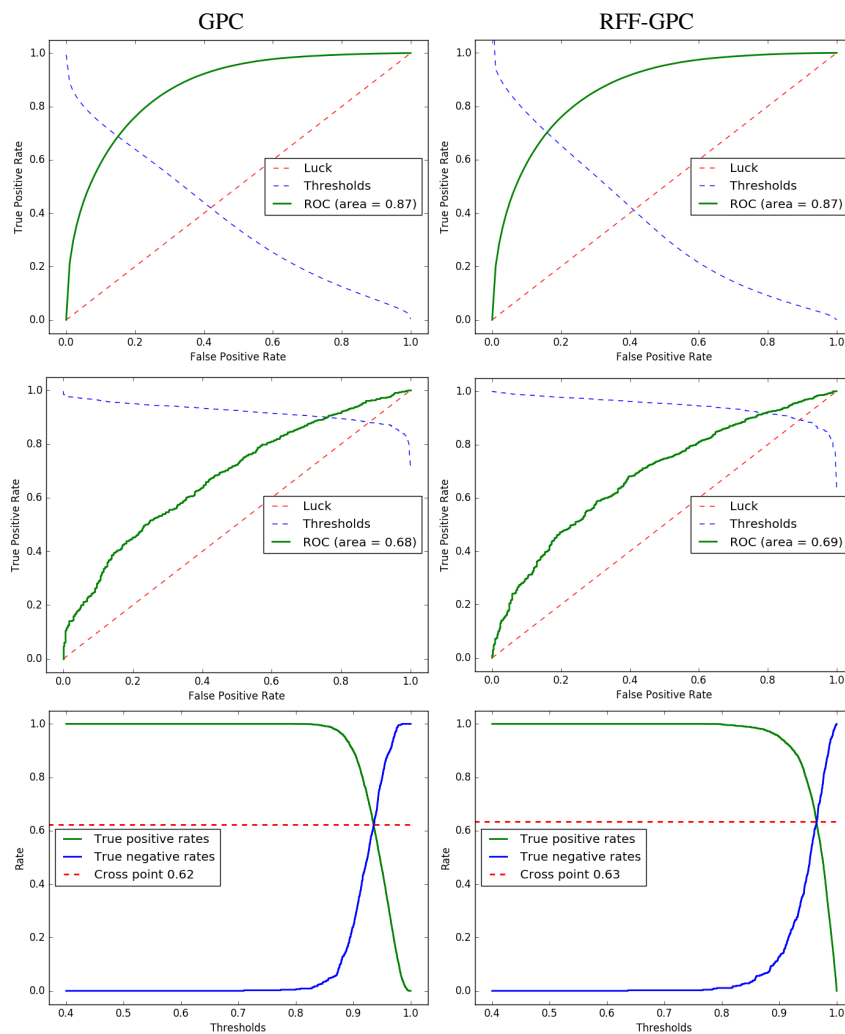 GPC
RFF-GPC
1.0
0.8
0.6
0.4
0.2
0.0
True Positive Rate
Luck
Thresholds
ROC (area = 0.87)
0.0 0.2 0.4 0.6 0.8 1.0
False Positive Rate
1.0
0.8
0.6
0.4
0.2
0.0
True Positive Rate
Luck
Thresholds
ROC (area = 0.87)
0.0 0.2 0.4 0.6 0.8 1.0
False Positive Rate
1.0
0.8
0.6
0.4
0.2
0.0
True Positive Rate
Luck
Thresholds
ROC (area = 0.68)
0.0 0.2 0.4 0.6 0.8 1.0
False Positive Rate
1.0
0.8
0.6
0.4
0.2
0.0
True Positive Rate
Luck
Thresholds
ROC (area = 0.69)
0.0 0.2 0.4 0.6 0.8 1.0
False Positive Rate
1.0
0.8
0.6
0.4
0.2
0.0
Rate
True positive rates
True negative rates
Cross point 0.62
0.4 0.5 0.6 0.7 0.8 0.9 1.0
Thresholds
1.0
0.8
0.6
0.4
0.2
0.0
Rate
True positive rates
True negative rates
Cross point 0.63
0.4 0.5 0.6 0.7 0.8 0.9 1.0
Thresholds